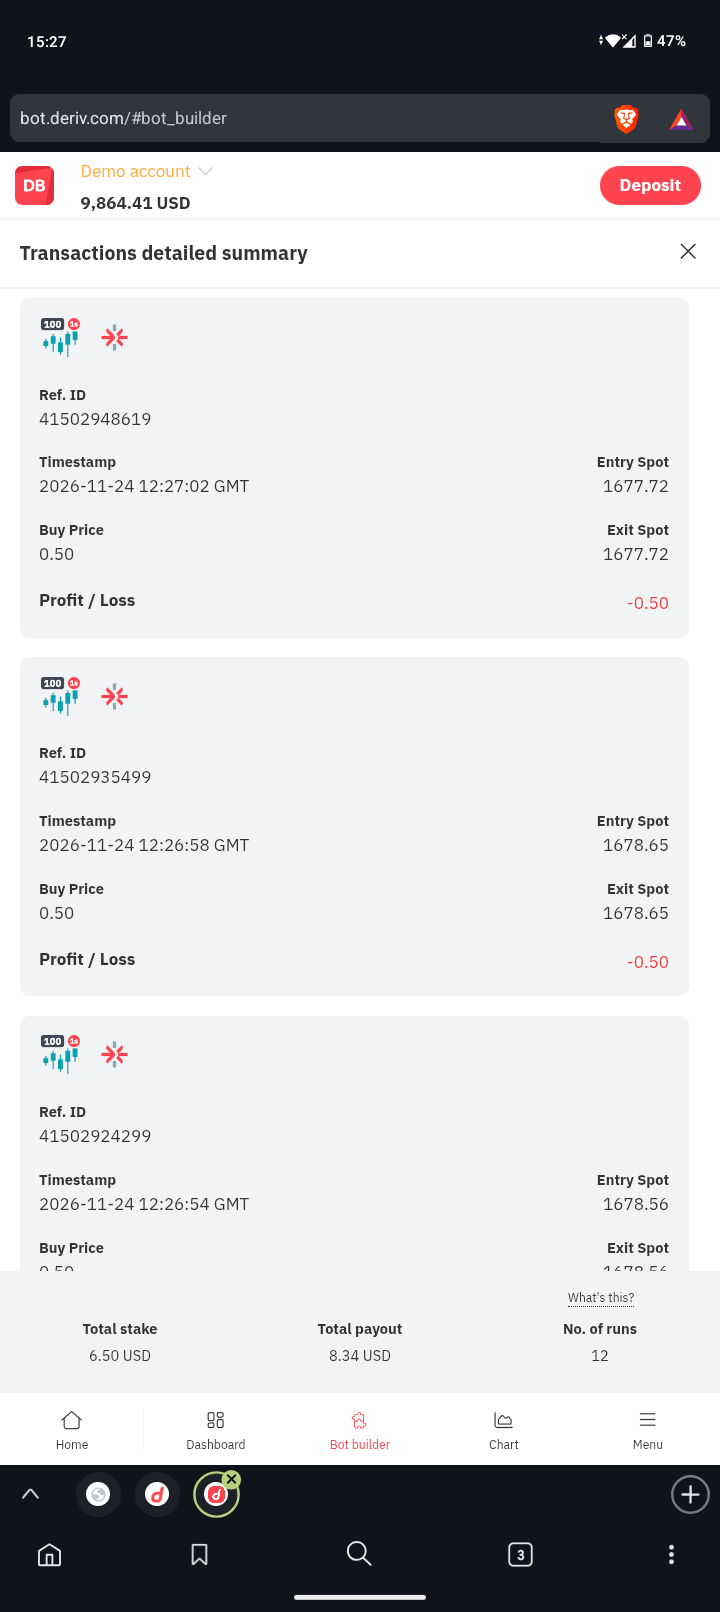 15:27
47%
bot.deriv.com/#bot_builder
DB
Demo account
9,864.41 USD
Deposit
Transactions detailed summary
100 1s
Ref. ID
41502948619
Timestamp Entry Spot
2026-11-24 12:27:02 GMT 1677.72
Buy Price Exit Spot
0.50 1677.72
Profit / Loss -0.50
100 1s
Ref. ID
41502935499
Timestamp Entry Spot
2026-11-24 12:26:58 GMT 1678.65
Buy Price Exit Spot
0.50 1678.65
Profit / Loss -0.50
100 1s
Ref. ID
41502924299
Timestamp Entry Spot
2026-11-24 12:26:54 GMT 1678.56
Buy Price Exit Spot
0.50 1678.56
What's this?
Total stake Total payout No. of runs
6.50 USD 8.34 USD 12
Home Dashboard Bot builder Chart Menu
3